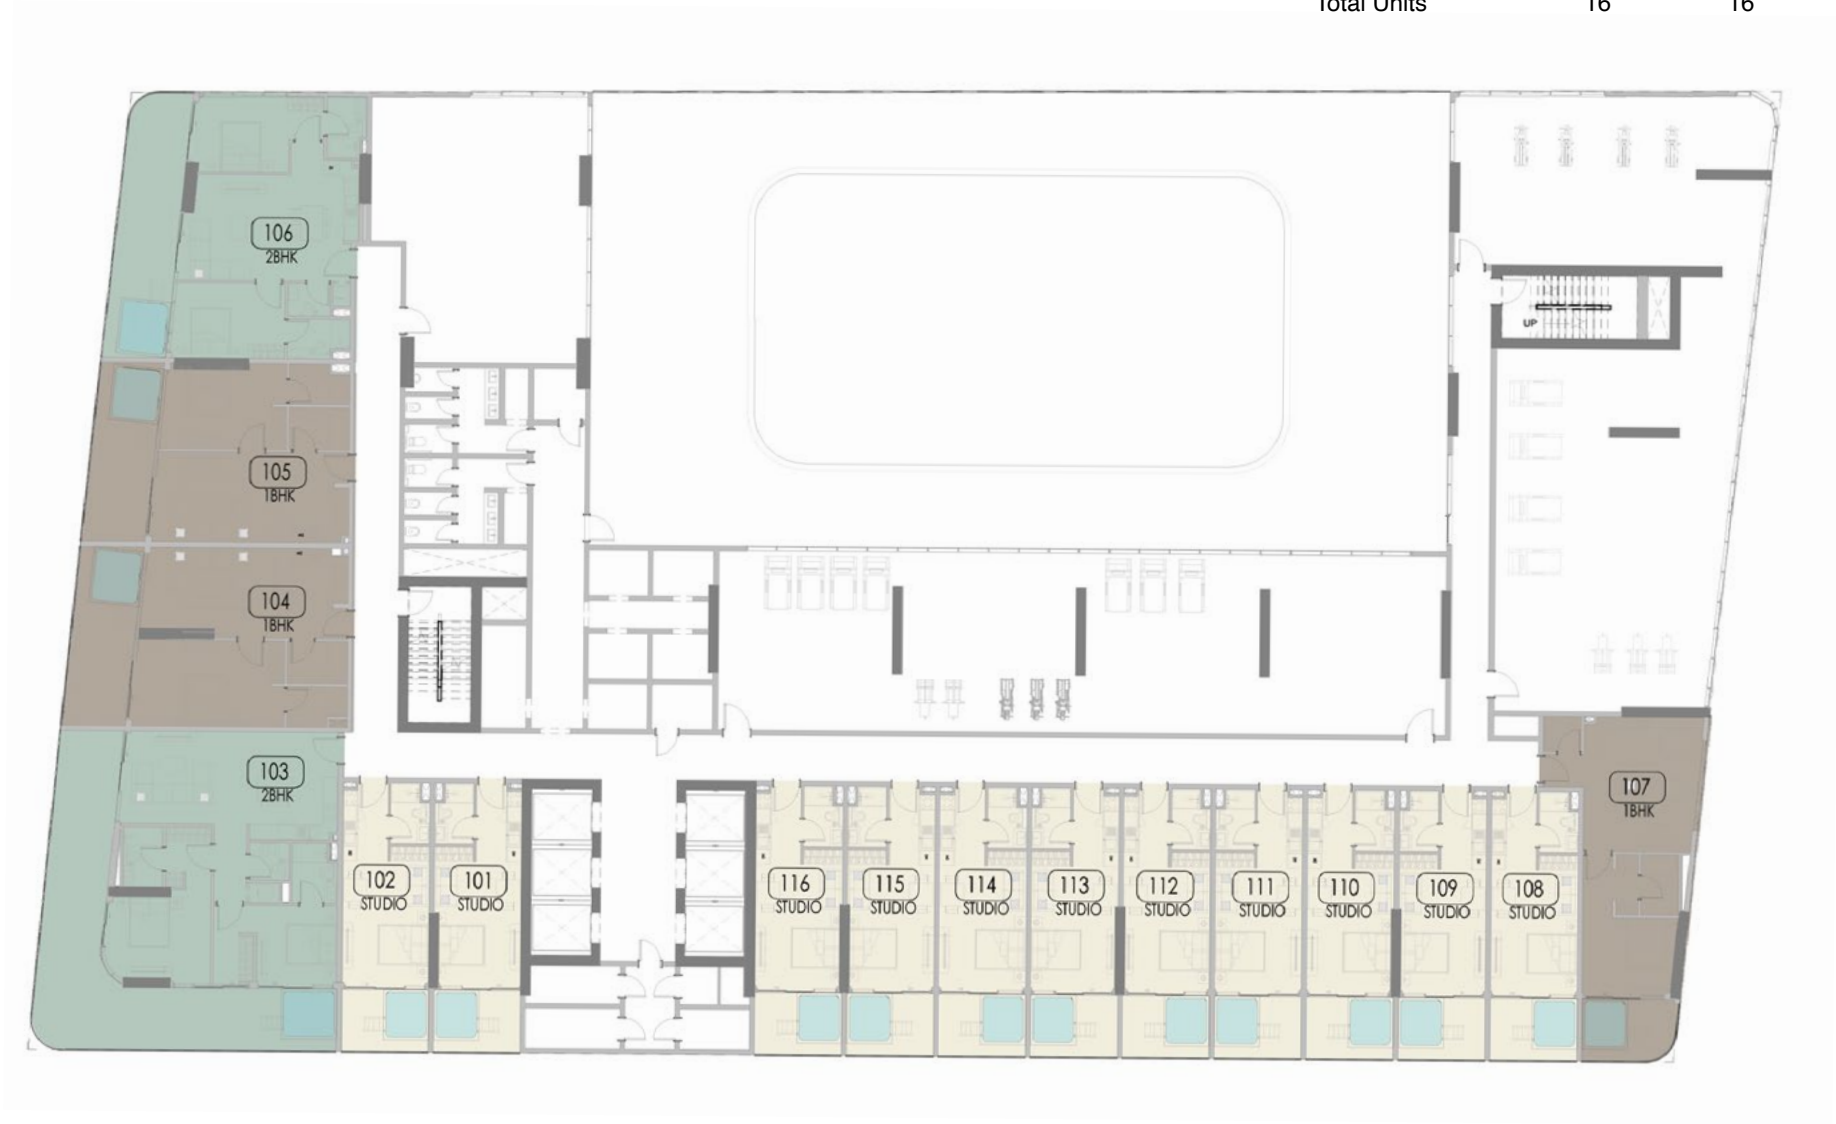 Total Units 16 16
106
2BHK
105
1BHK
104
1BHK
103
2BHK
102
STUDIO
101
STUDIO
116
STUDIO
115
STUDIO
114
STUDIO
113
STUDIO
112
STUDIO
111
STUDIO
110
STUDIO
109
STUDIO
108
STUDIO
107
1BHK
UP